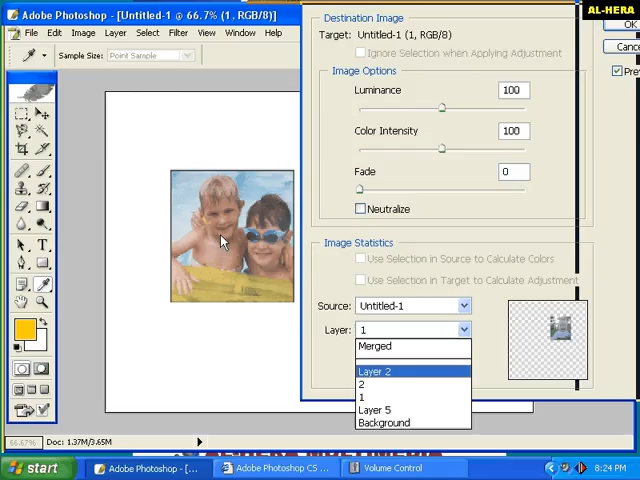 Adobe Photoshop - [Untitled-1 @ 66.7% (1, RGB/8)]
AL-HERA
File Edit Image Layer Select Filter View Window Help
Sample Size: Point Sample
Destination Image
Target: Untitled-1 (1, RGB/8)
Ignore Selection when Applying Adjustment
OK
Cance
Image Options
Luminance 100
Color Intensity 100
Fade 0
Neutralize
Image Statistics
Use Selection in Source to Calculate Colors
Use Selection in Target to Calculate Adjustment
Source: Untitled-1
Layer: 1
Merged
Layer 2
2
1
Layer 5
Background
66.67% Doc: 1.37M/3.65M
start Adobe Photoshop - [... Adobe Photoshop CS ... Volume Control 8:24 PM